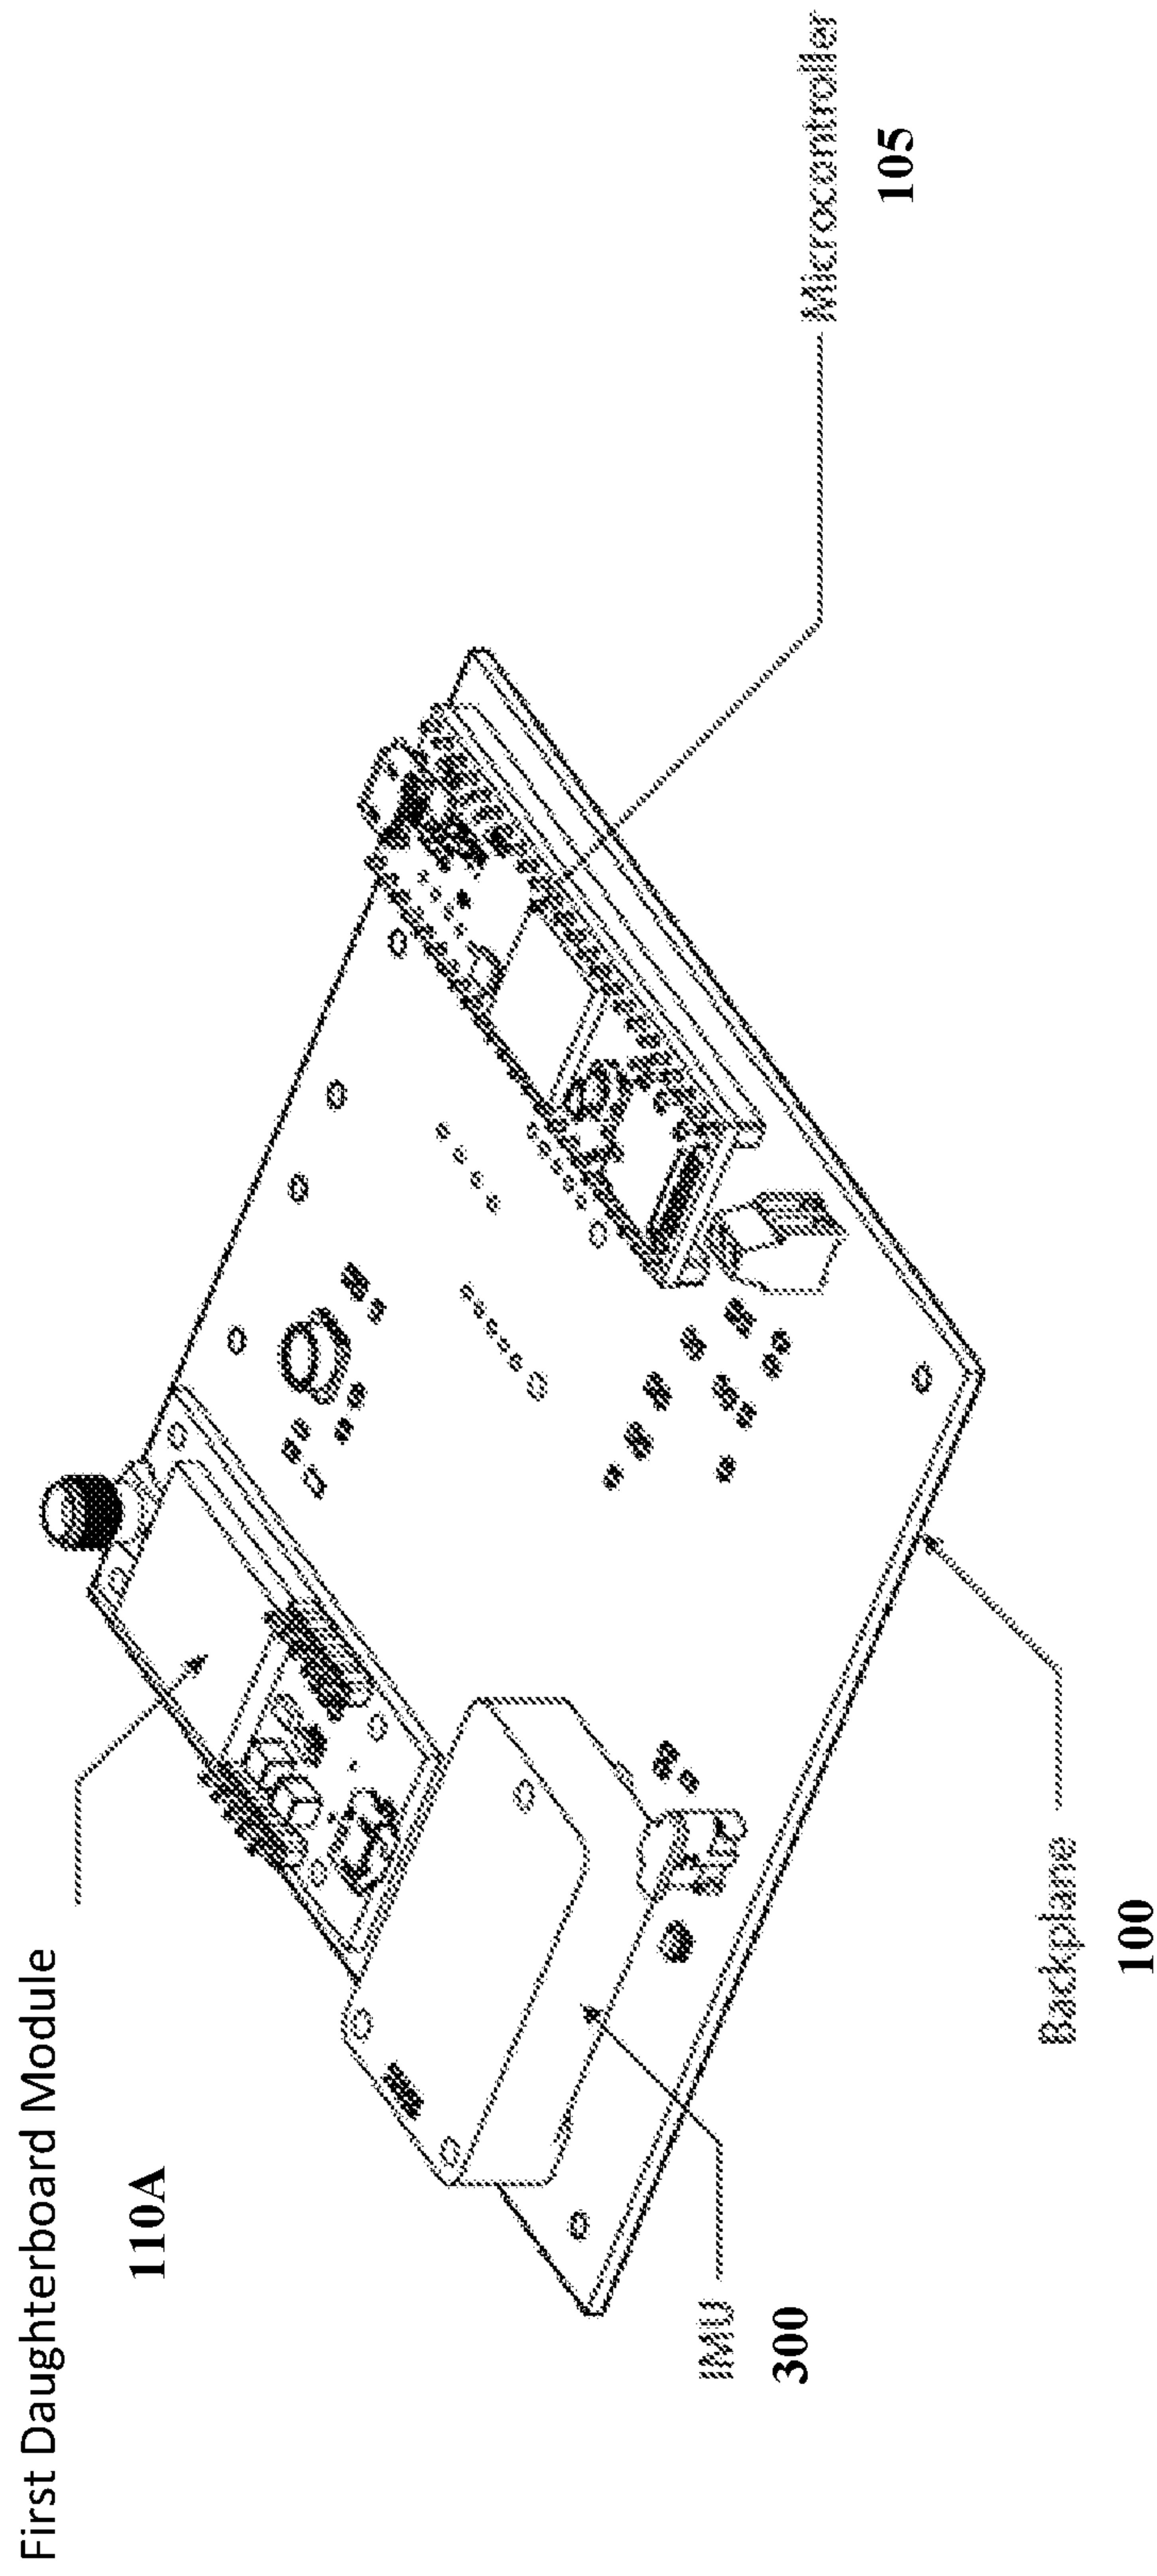 First Daughterboard Module
110A
IMU
300
Backplane
100
Microcontroller
105